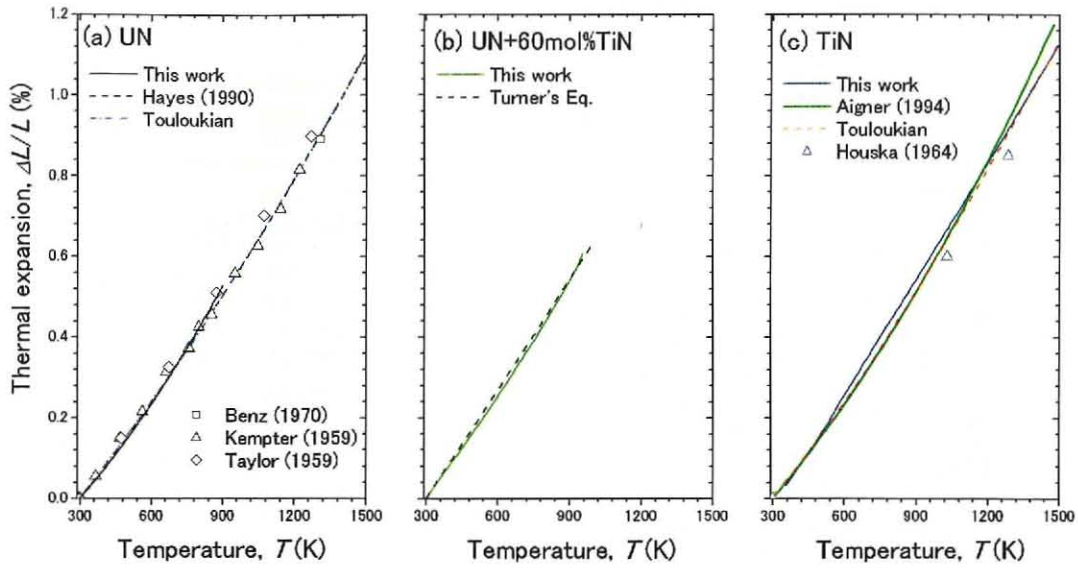 Thermal expansion, ΔL/L (%)
1.2
1.0
0.8
0.6
0.4
0.2
0.0
(a) UN
This work
Hayes (1990)
Touloukian
Benz (1970)
Kempter (1959)
Taylor (1959)
300 600 900 1200 1500
Temperature, T(K)
(b) UN+60mol%TiN
This work
Turner's Eq.
300 600 900 1200 1500
Temperature, T(K)
(c) TiN
This work
Aigner (1994)
Touloukian
Houska (1964)
300 600 900 1200 1500
Temperature, T(K)